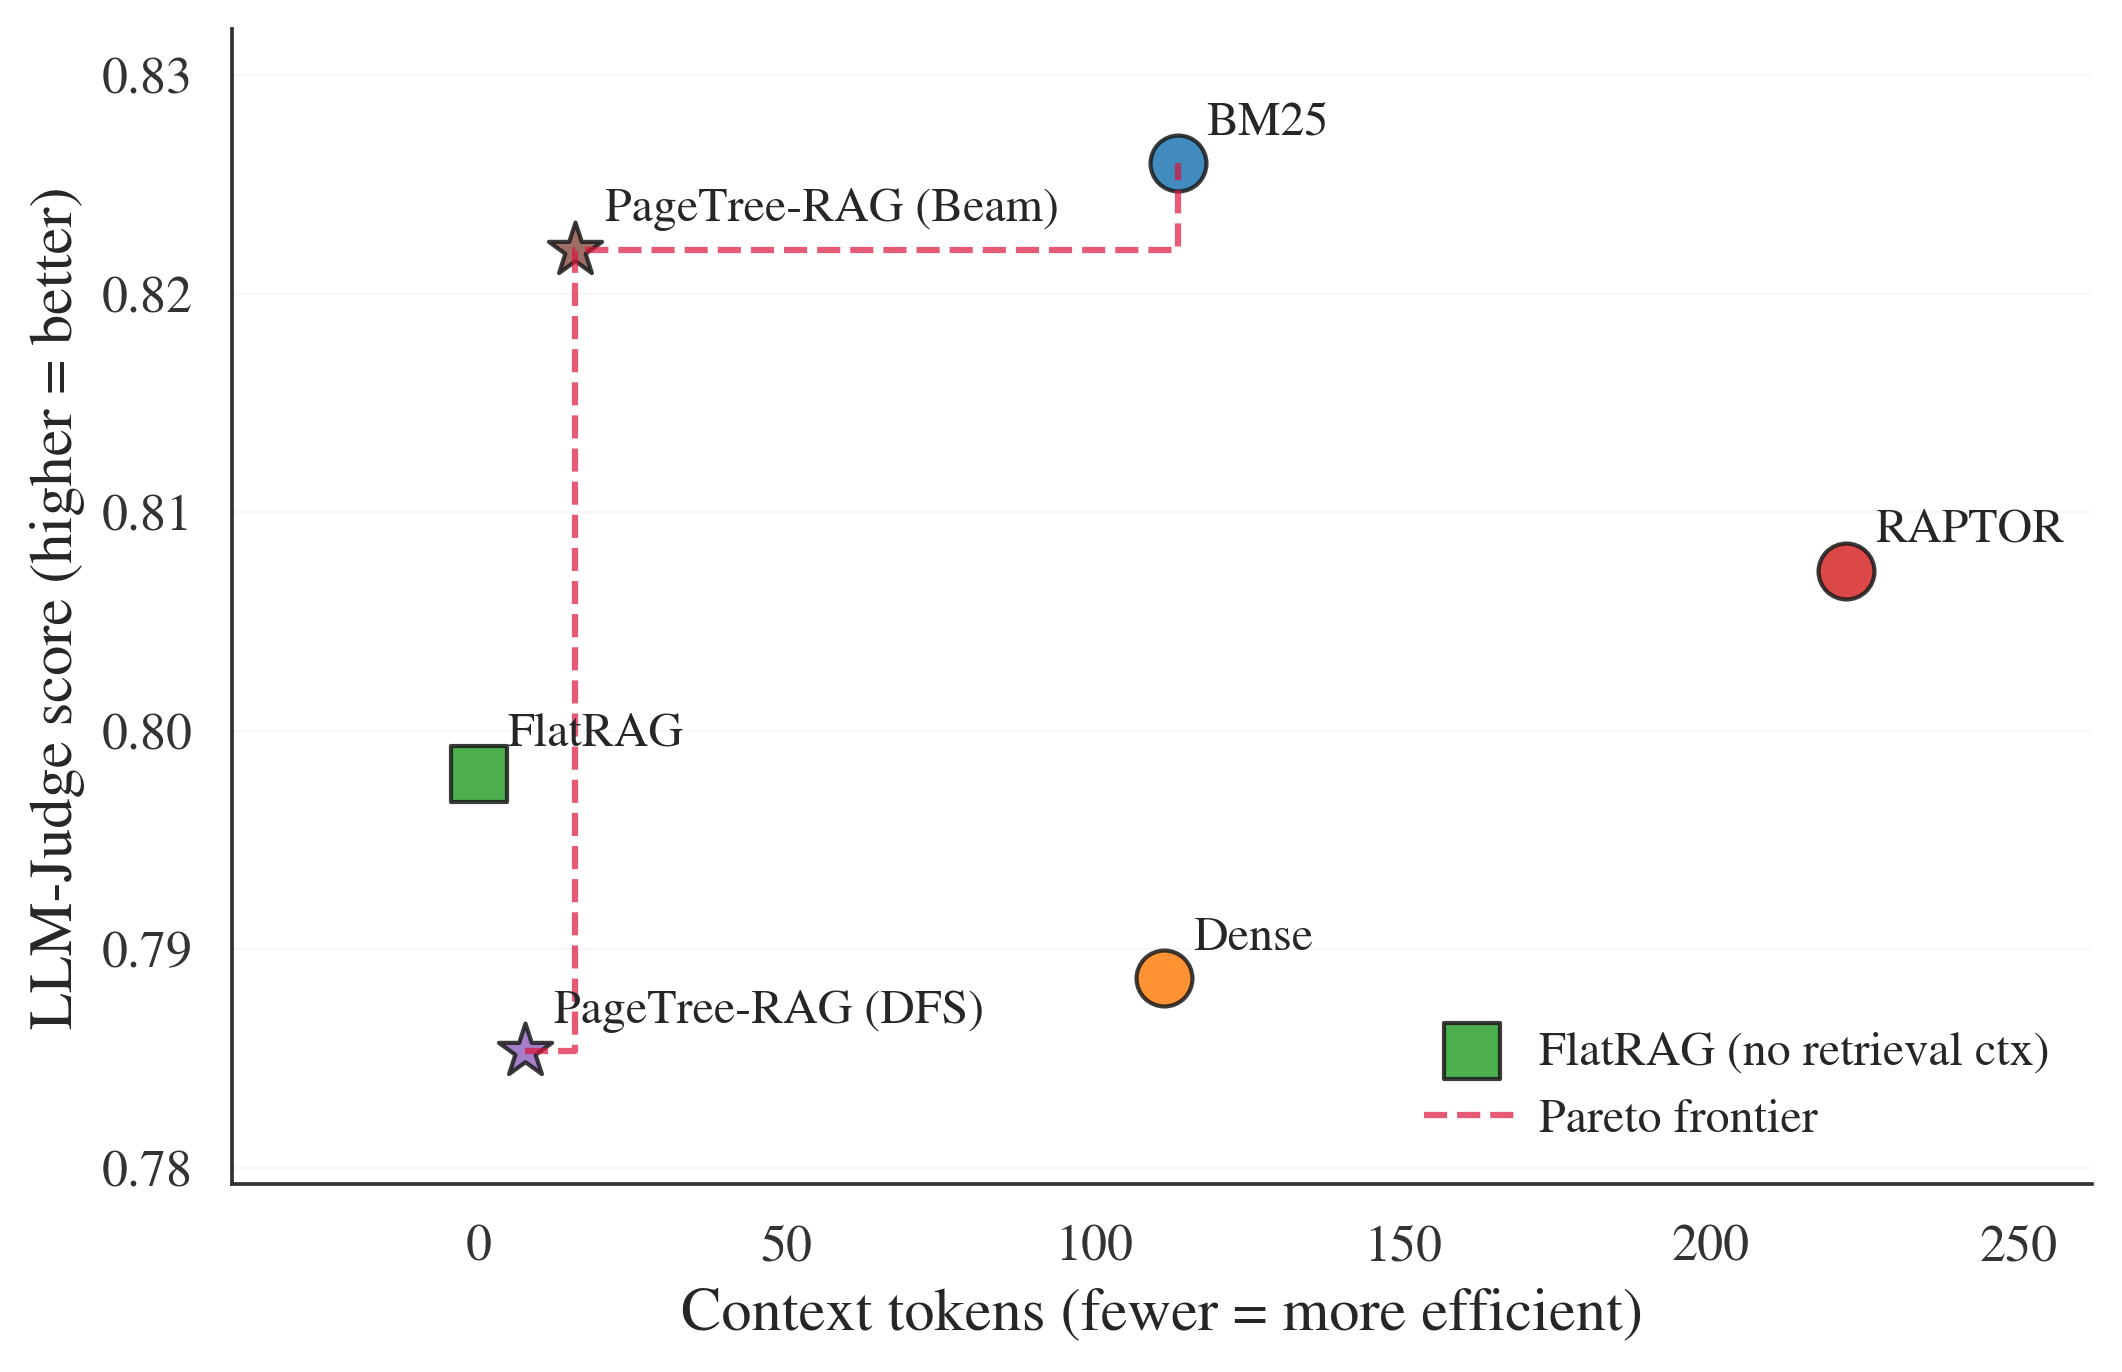 LLM-Judge score (higher = better)
0.83
0.82
0.81
0.80
0.79
0.78
BM25
PageTree-RAG (Beam)
RAPTOR
FlatRAG
Dense
PageTree-RAG (DFS)
FlatRAG (no retrieval ctx)
Pareto frontier
0
50
100
150
200
250
Context tokens (fewer = more efficient)